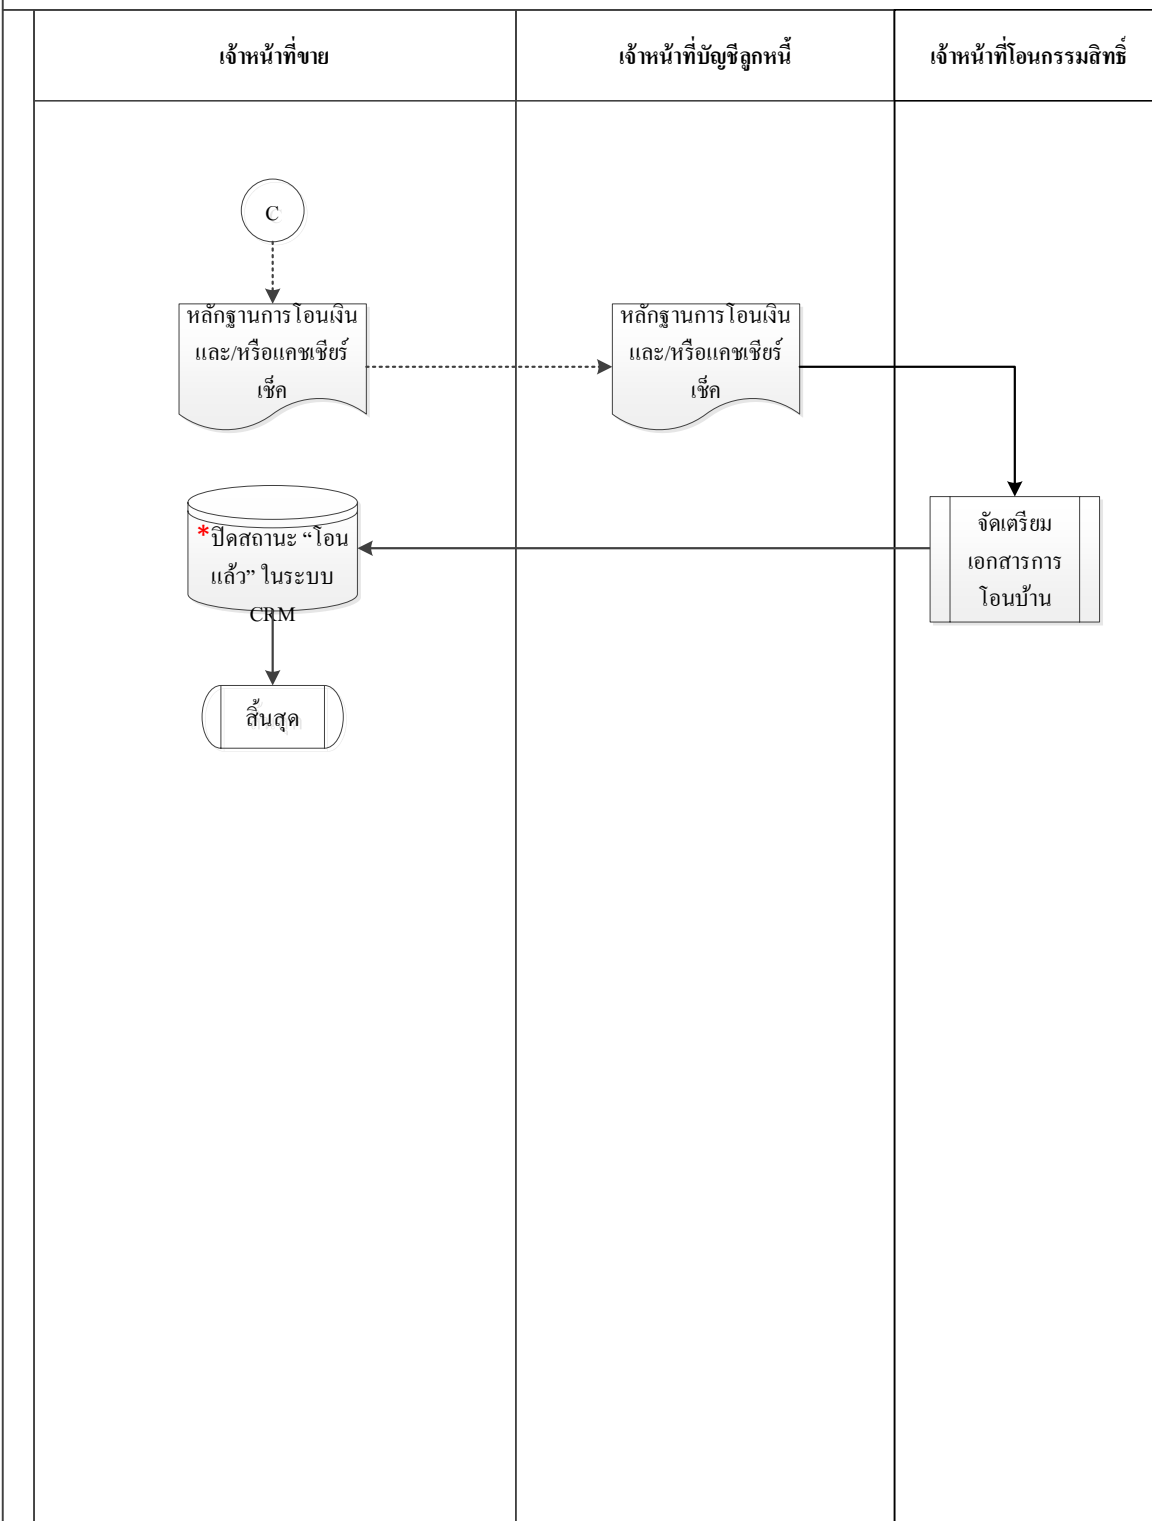 เจ้าหน้าที่ขาย
เจ้าหน้าที่บัญชีลูกหนี้
เจ้าหน้าที่โอนกรรมสิทธิ์
C
หลักฐานการโอนเงิน
และ/หรือแคชเชียร์
เช็ค
หลักฐานการโอนเงิน
และ/หรือแคชเชียร์
เช็ค
จัดเตรียม
เอกสารการ
โอนบ้าน
*ปิดสถานะ “โอน
แล้ว” ในระบบ
CRM
สิ้นสุด